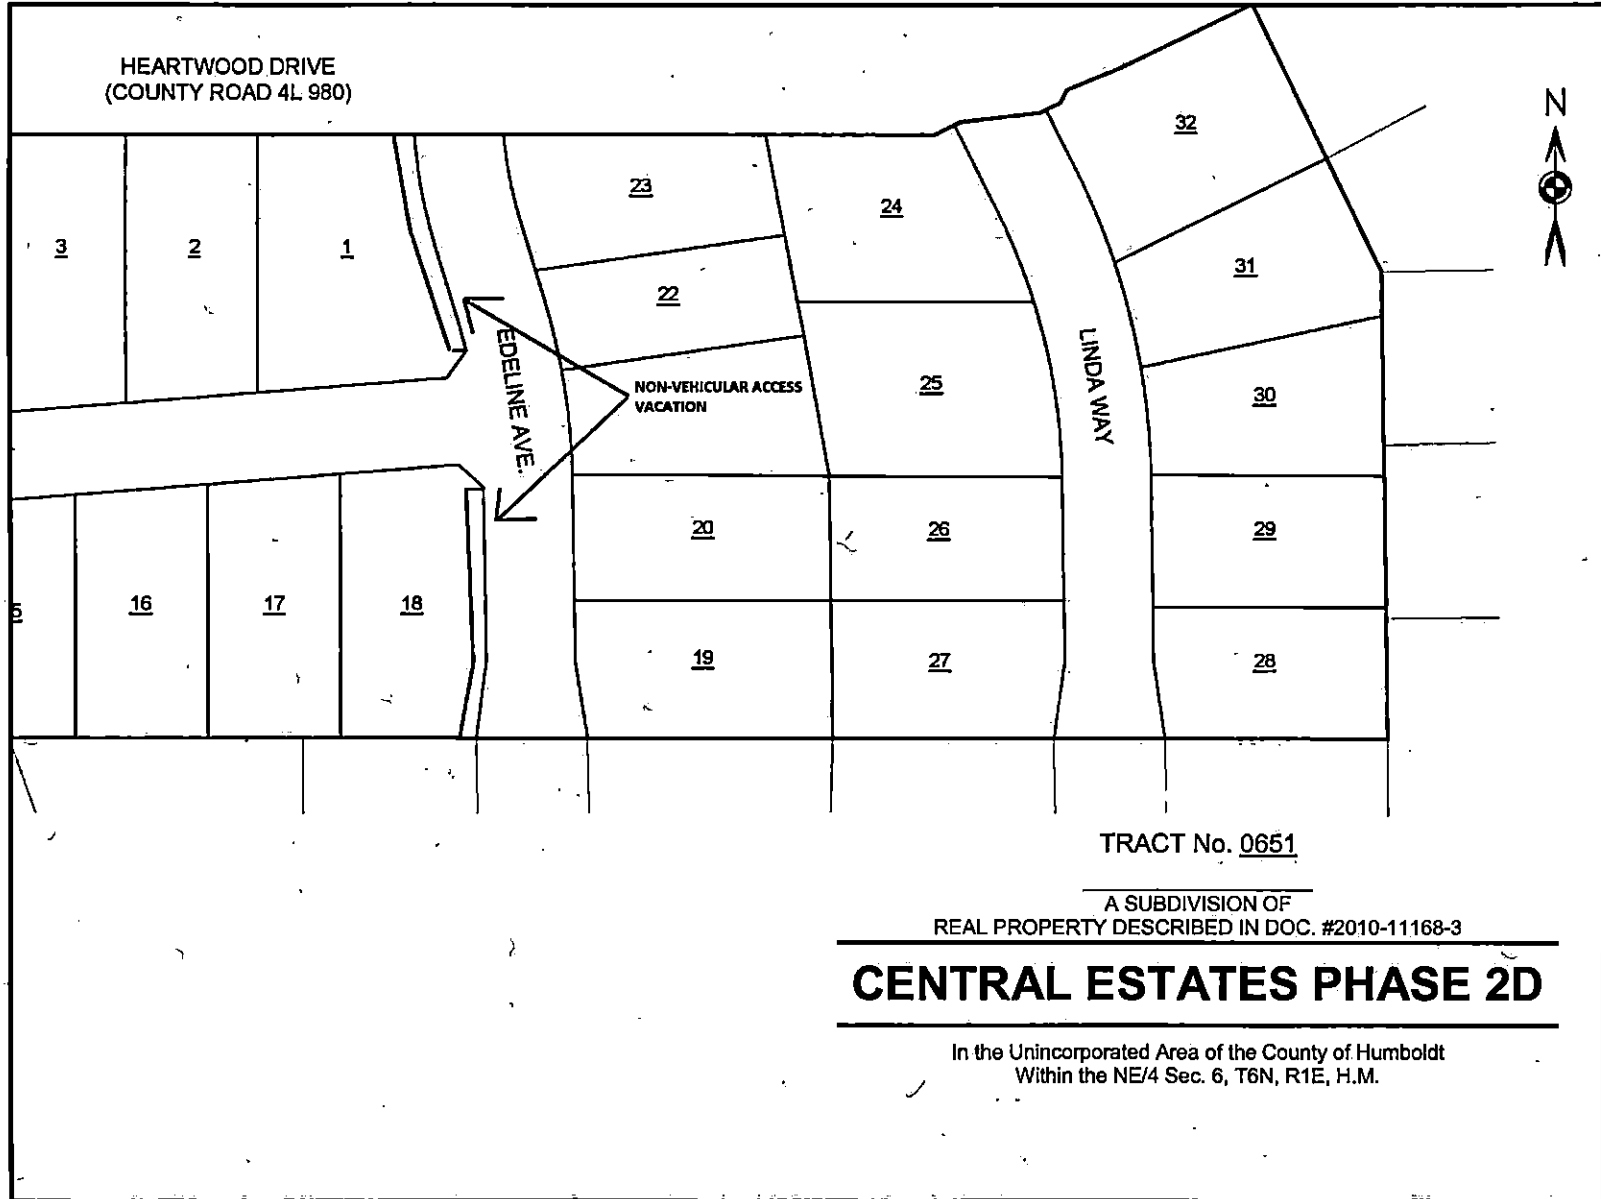 HEARTWOOD DRIVE
(COUNTY ROAD 4L 980)
N
32
23
24
3
2
1
31
22
EDELINE AVE.
LINDA WAY
NON-VEHICULAR ACCESS
VACATION
25
30
20
26
29
5
16
17
18
19
27
28
TRACT No. 0651
A SUBDIVISION OF
REAL PROPERTY DESCRIBED IN DOC. #2010-11168-3
CENTRAL ESTATES PHASE 2D
In the Unincorporated Area of the County of Humboldt
Within the NE/4 Sec. 6, T6N, R1E, H.M.